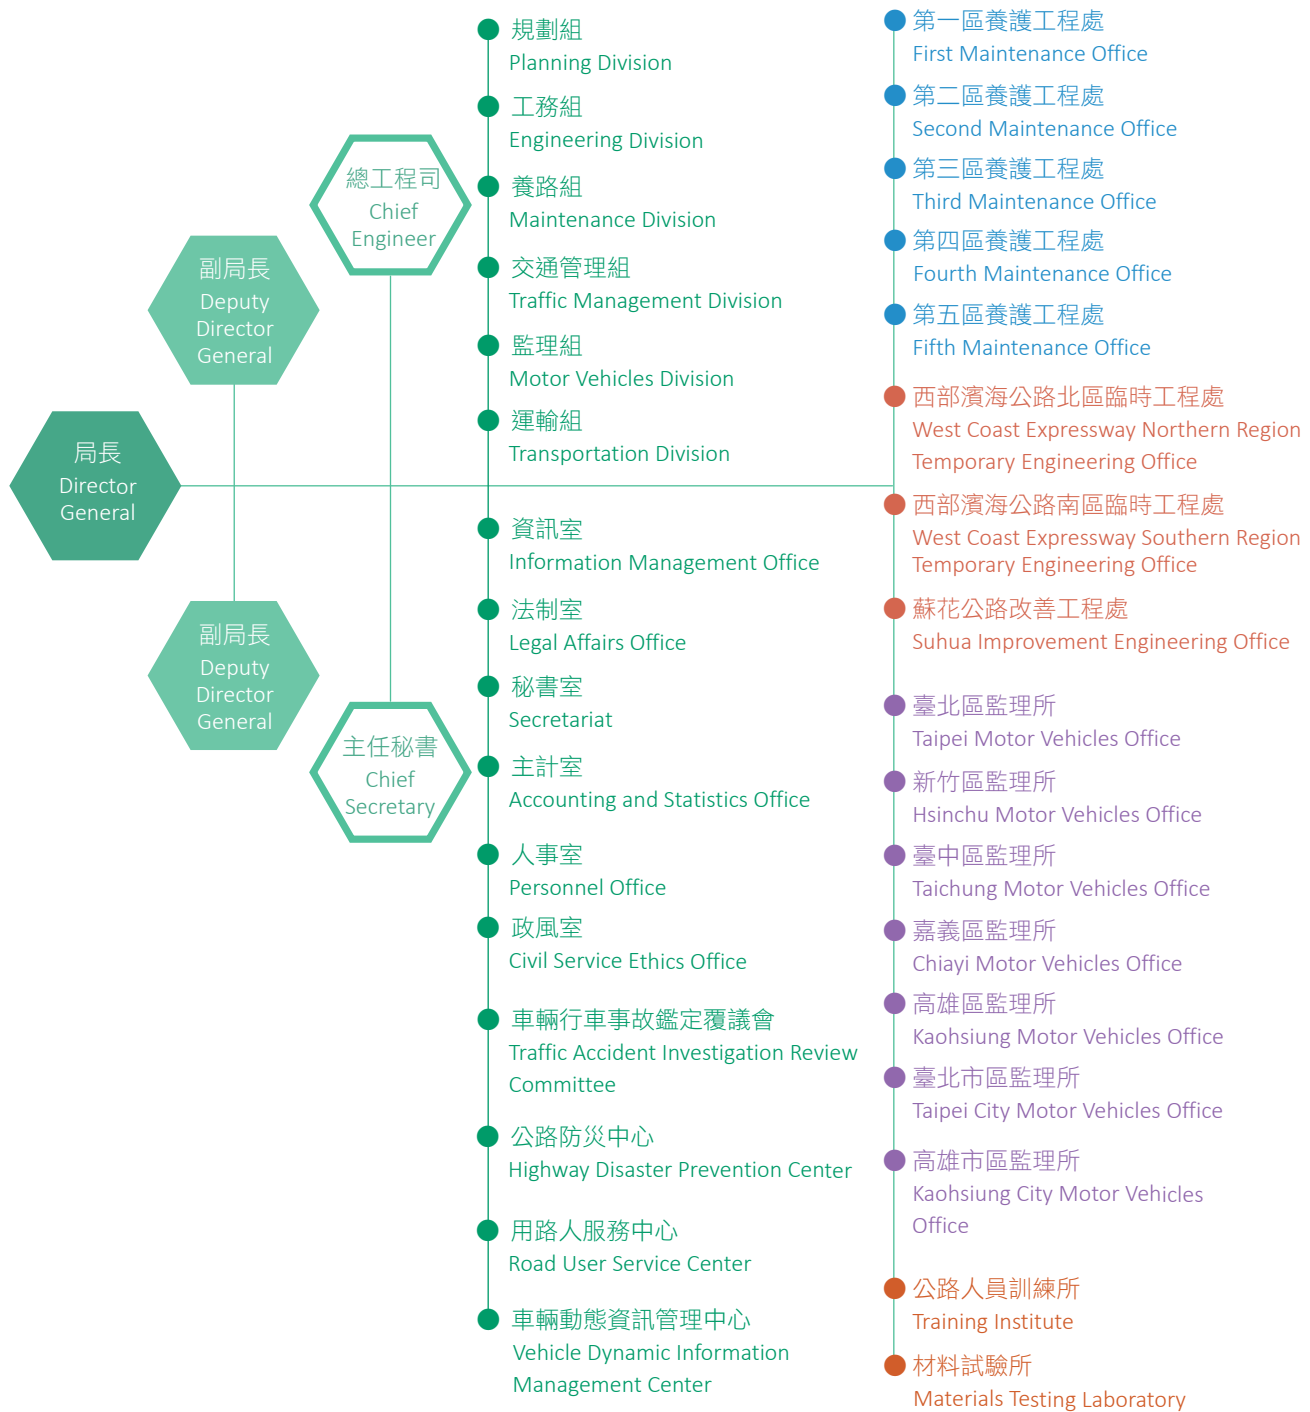 局長
Director
General
副局長
Deputy
Director
General
副局長
Deputy
Director
General
總工程司
Chief
Engineer
主任秘書
Chief
Secretary
規劃組
Planning Division
工務組
Engineering Division
養路組
Maintenance Division
交通管理組
Traffic Management Division
監理組
Motor Vehicles Division
運輸組
Transportation Division
資訊室
Information Management Office
法制室
Legal Affairs Office
秘書室
Secretariat
主計室
Accounting and Statistics Office
人事室
Personnel Office
政風室
Civil Service Ethics Office
車輛行車事故鑑定覆議會
Traffic Accident Investigation Review
Committee
公路防災中心
Highway Disaster Prevention Center
用路人服務中心
Road User Service Center
車輛動態資訊管理中心
Vehicle Dynamic Information
Management Center
第一區養護工程處
First Maintenance Office
第二區養護工程處
Second Maintenance Office
第三區養護工程處
Third Maintenance Office
第四區養護工程處
Fourth Maintenance Office
第五區養護工程處
Fifth Maintenance Office
西部濱海公路北區臨時工程處
West Coast Expressway Northern Region
Temporary Engineering Office
西部濱海公路南區臨時工程處
West Coast Expressway Southern Region
Temporary Engineering Office
蘇花公路改善工程處
Suhua Improvement Engineering Office
臺北區監理所
Taipei Motor Vehicles Office
新竹區監理所
Hsinchu Motor Vehicles Office
臺中區監理所
Taichung Motor Vehicles Office
嘉義區監理所
Chiayi Motor Vehicles Office
高雄區監理所
Kaohsiung Motor Vehicles Office
臺北市區監理所
Taipei City Motor Vehicles Office
高雄市區監理所
Kaohsiung City Motor Vehicles
Office
公路人員訓練所
Training Institute
材料試驗所
Materials Testing Laboratory